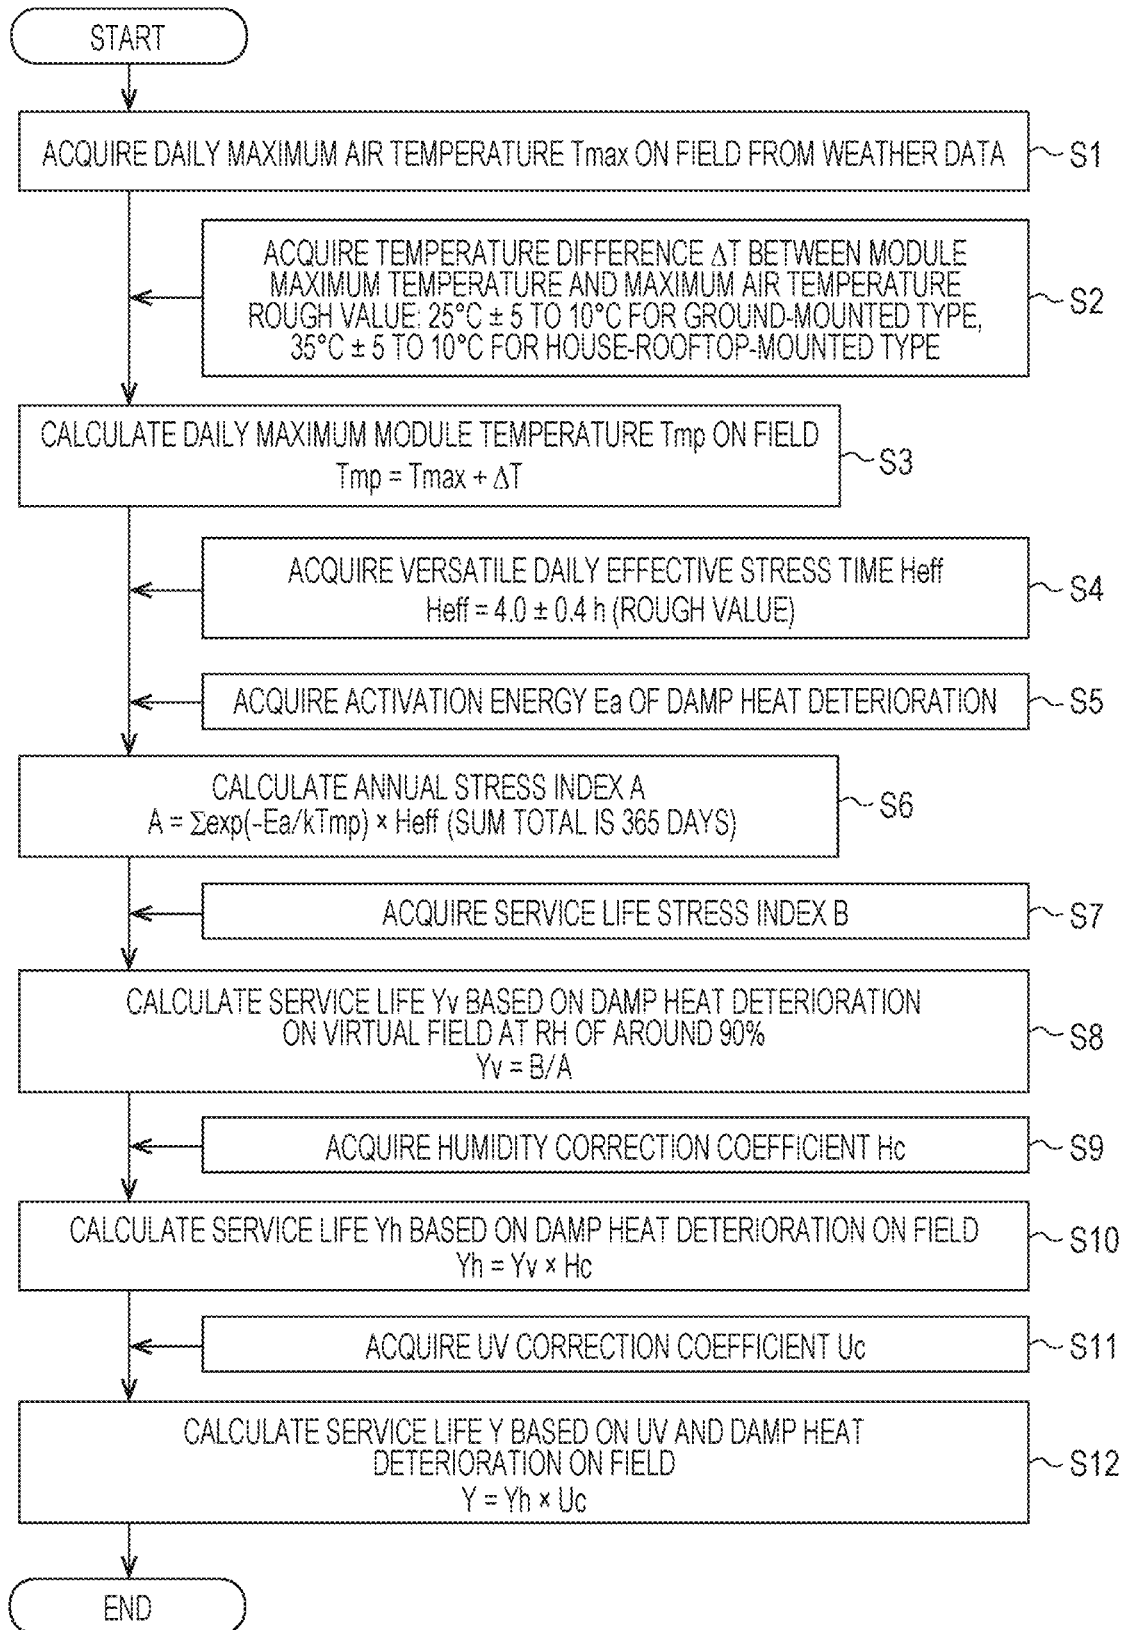 START
ACQUIRE DAILY MAXIMUM AIR TEMPERATURE Tmax ON FIELD FROM WEATHER DATA
S1
ACQUIRE TEMPERATURE DIFFERENCE ΔT BETWEEN MODULE
MAXIMUM TEMPERATURE AND MAXIMUM AIR TEMPERATURE
ROUGH VALUE: 25°C ± 5 TO 10°C FOR GROUND-MOUNTED TYPE,
35°C ± 5 TO 10°C FOR HOUSE-ROOFTOP-MOUNTED TYPE
S2
CALCULATE DAILY MAXIMUM MODULE TEMPERATURE Tmp ON FIELD
Tmp = Tmax + ΔT
S3
ACQUIRE VERSATILE DAILY EFFECTIVE STRESS TIME Heff
Heff = 4.0 ± 0.4 h (ROUGH VALUE)
S4
ACQUIRE ACTIVATION ENERGY Ea OF DAMP HEAT DETERIORATION
S5
CALCULATE ANNUAL STRESS INDEX A
A = Σexp(-Ea/kTmp) × Heff (SUM TOTAL IS 365 DAYS)
S6
ACQUIRE SERVICE LIFE STRESS INDEX B
S7
CALCULATE SERVICE LIFE Yv BASED ON DAMP HEAT DETERIORATION
ON VIRTUAL FIELD AT RH OF AROUND 90%
Yv = B/A
S8
ACQUIRE HUMIDITY CORRECTION COEFFICIENT Hc
S9
CALCULATE SERVICE LIFE Yh BASED ON DAMP HEAT DETERIORATION ON FIELD
Yh = Yv × Hc
S10
ACQUIRE UV CORRECTION COEFFICIENT Uc
S11
CALCULATE SERVICE LIFE Y BASED ON UV AND DAMP HEAT
DETERIORATION ON FIELD
Y = Yh × Uc
S12
END